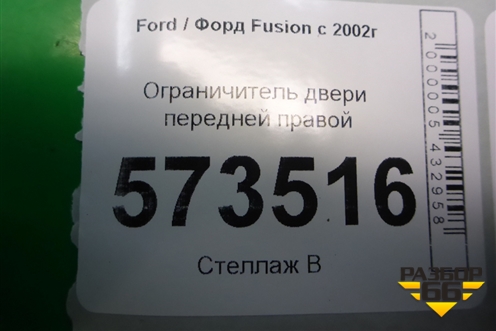 Ford / Форд Fusion с 2002г
Ограничитель двери
передней правой
573516
Стеллаж В
2000005432958
РАЗБОР
66